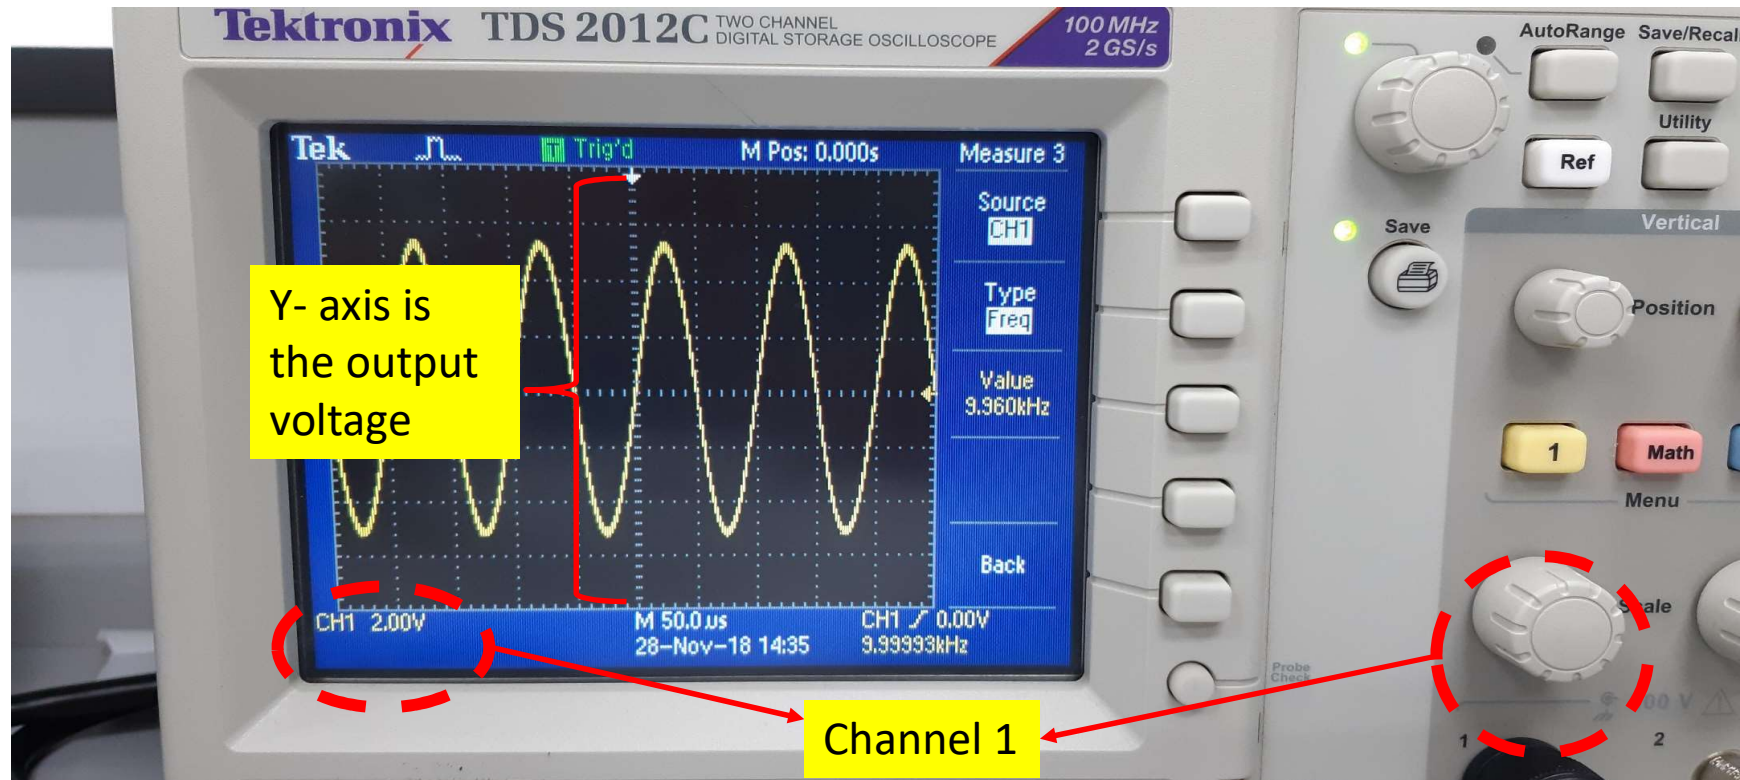 Tektronix TDS 2012C TWO CHANNEL
DIGITAL STORAGE OSCILLOSCOPE
100 MHz
2 GS/s
AutoRange Save/Recal
Utility
Ref
Save
Vertical
Position
1 Math
Menu
Scale
00 V
1 2
Probe
Check
Tek Trig'd M Pos: 0.000s Measure 3
Source
CH1
Type
Freq
Value
9.960kHz
Back
CH1 2.00V M 50.0µs CH1 0.00V
28-Nov-18 14:35 9.99993kHz
Y- axis is
the output
voltage
Channel 1